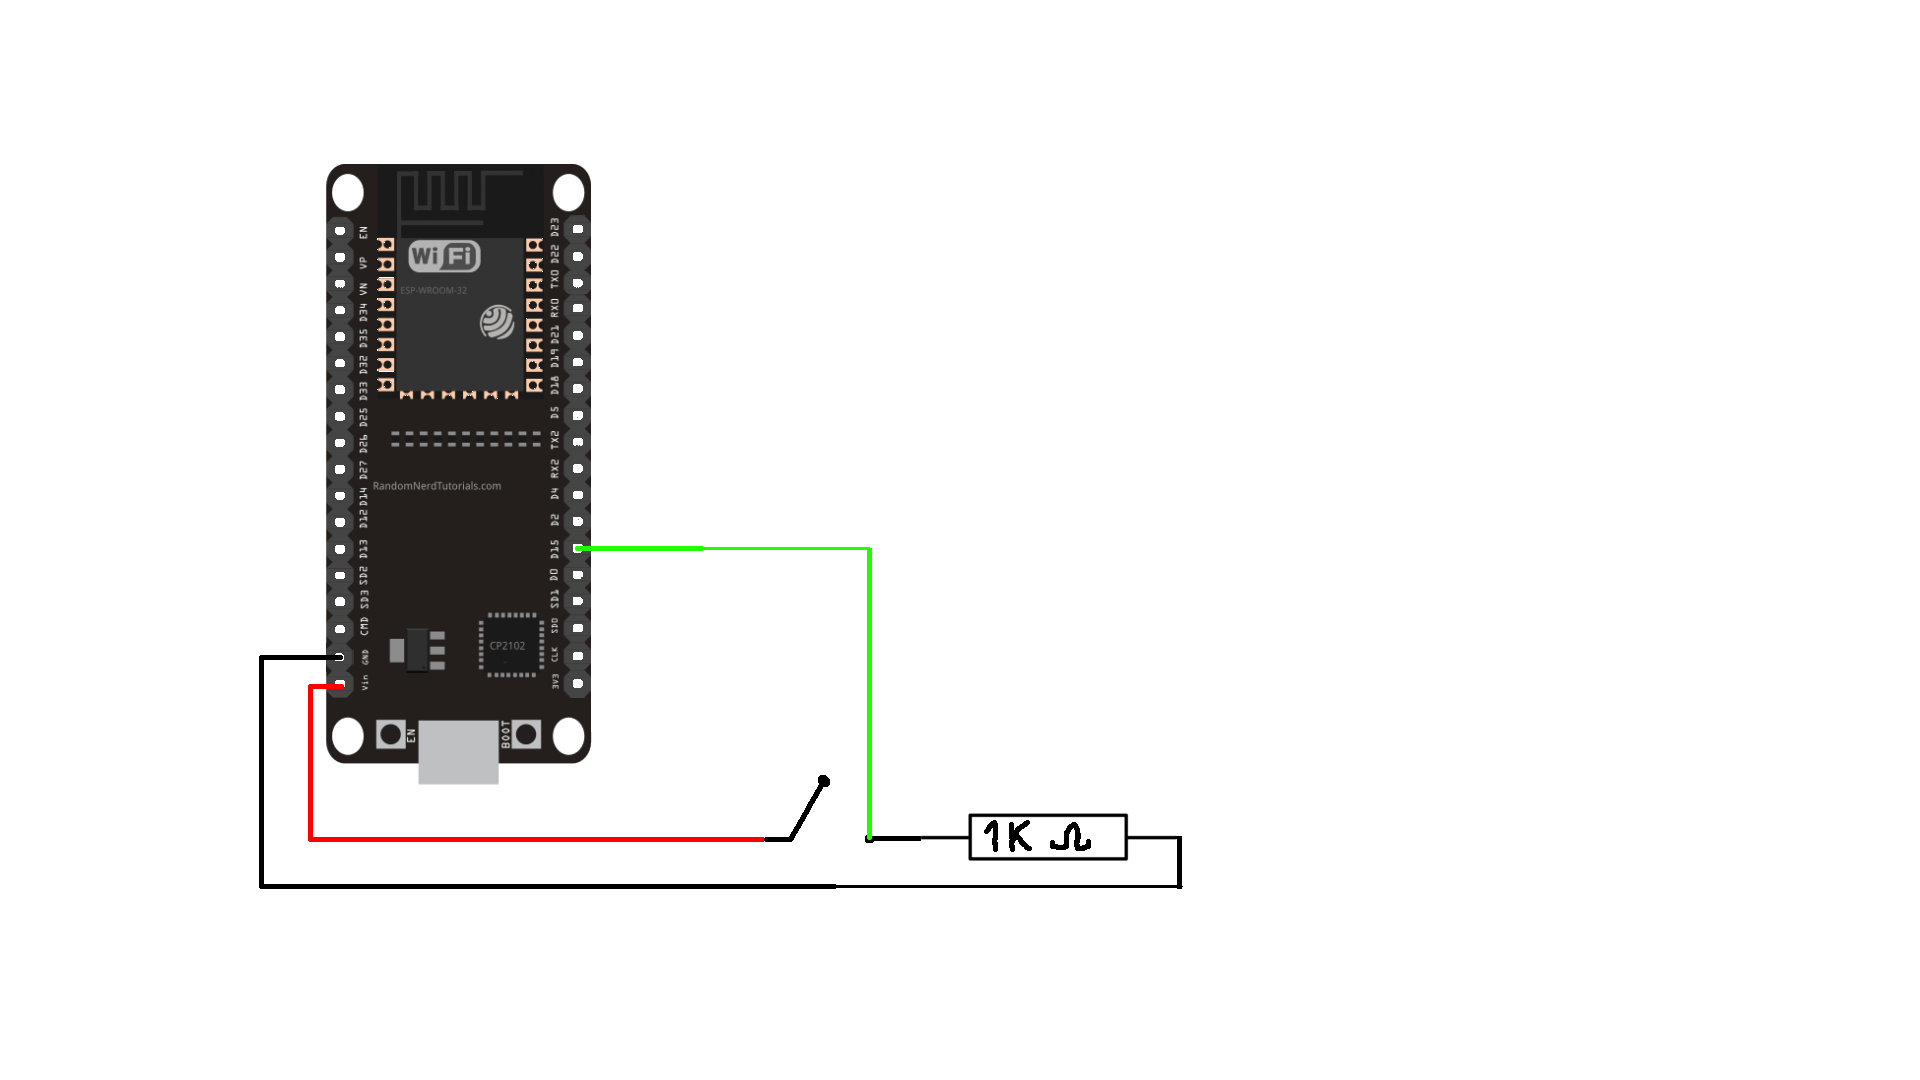 EN
VP
VN
D34
D35
D32
D33
D25
D26
D27
D14
D12
D13
SD2
SD3
CMD
GND
Vin
WiFi
ESP-WROOM-32
RandomNerdTutorials.com
CP2102
D23
D22
TX0
RX0
D21
D19
D18
D5
TX2
RX2
D4
D2
D15
D0
SD1
SD0
CLK
3V3
EN
BOOT
1K Ω